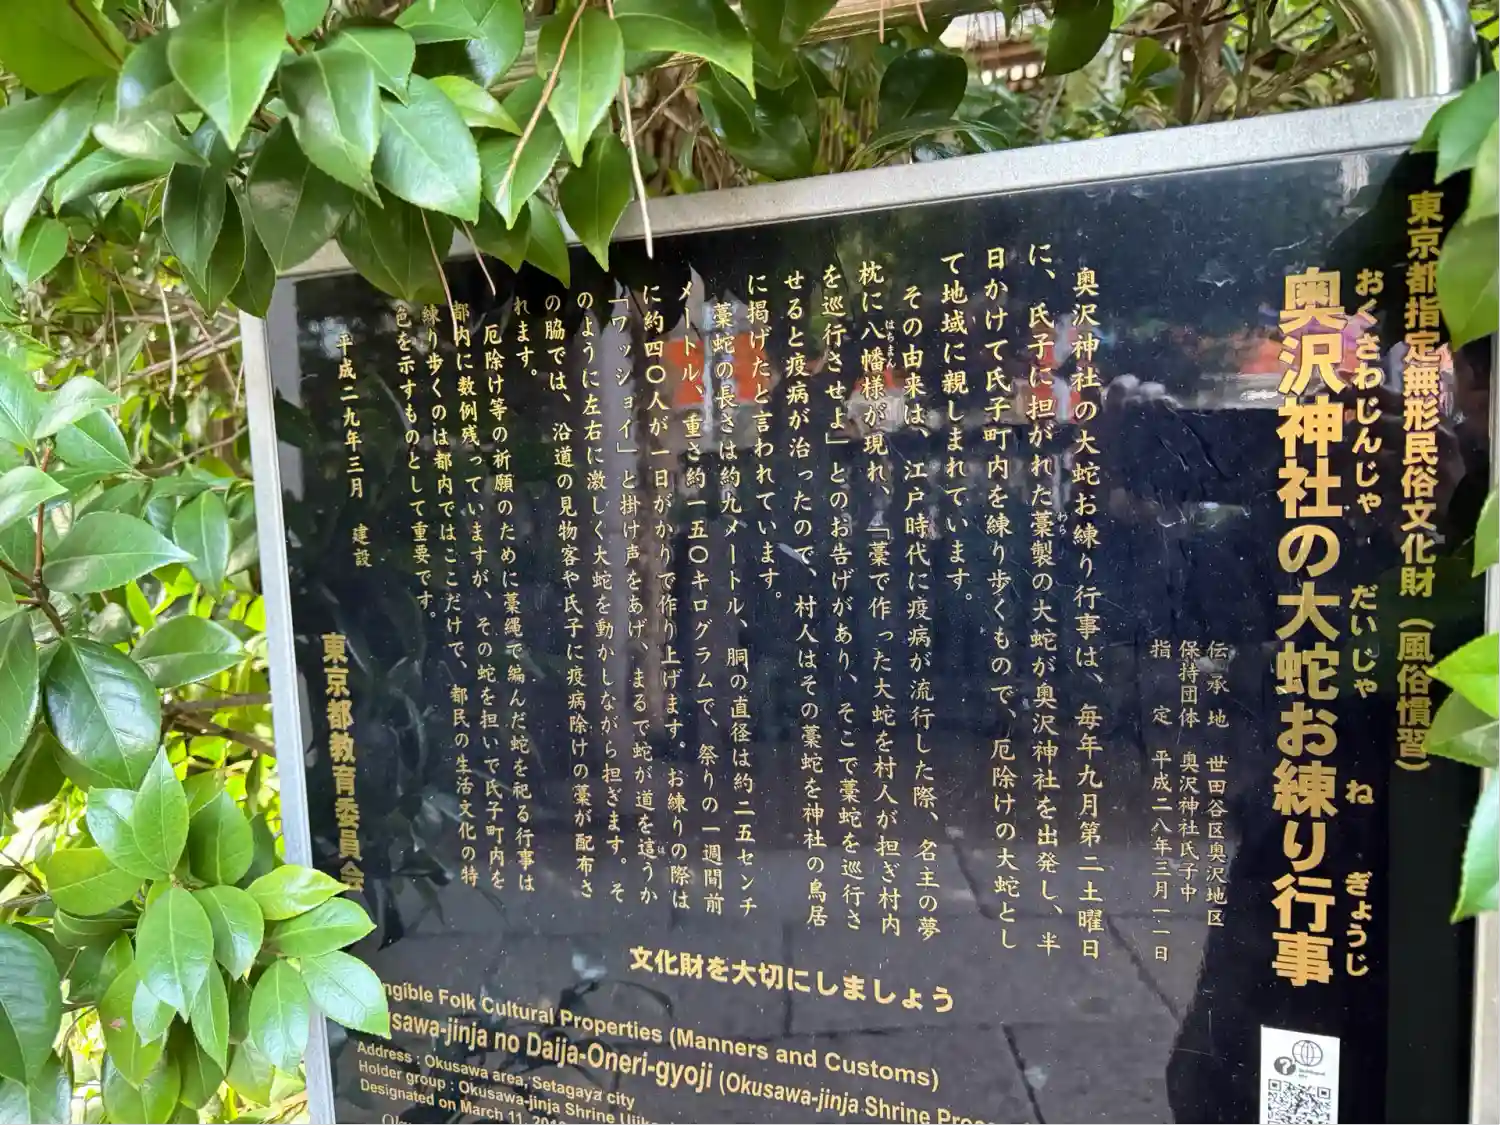 東京都指定無形民俗文化財(風俗慣習)
おくさわじんじゃ だいじゃ ね ぎょうじ
奥沢神社の大蛇お練り行事
伝承地 世田谷区奥沢地区
保持団体 奥沢神社氏子中
指定 平成二八年三月一一日
奥沢神社の大蛇お練り行事は、毎年九月第二土曜日
に、氏子に担がれた藁製の大蛇が奥沢神社を出発し、半
わら
日かけて氏子町内を練り歩くもので、厄除けの大蛇とし
て地域に親しまれています。
その由来は、江戸時代に疫病が流行した際、名主の夢
枕に八幡様が現れ、「藁で作った大蛇を村人が担ぎ村内
はちまん
を巡行させよ」とのお告げがあり、そこで藁蛇を巡行さ
せると疫病が治ったので、村人はその藁蛇を神社の鳥居
に掲げたと言われています。
藁蛇の長さは約九メートル、胴の直径は約二五センチ
メートル、重さ約一五〇キログラムで、祭りの一週間前
に約四〇人が一日がかりで作り上げます。お練りの際は
「ワッショイ」と掛け声をあげ、まるで蛇が道を這うか
は
のように左右に激しく大蛇を動かしながら担ぎます。そ
の脇では、沿道の見物客や氏子に疫病除けの藁が配布さ
れます。
厄除け等の祈願のために藁縄で編んだ蛇を祀る行事は
都内に数例残っていますが、その蛇を担いで氏子町内を
練り歩くのは都内ではここだけで、都民の生活文化の特
色を示すものとして重要です。
平成二九年三月 建設
東京都教育委員会
文化財を大切にしましょう
ngible Folk Cultural Properties (Manners and Customs)
sawa-jinja no Daija-Oneri-gyoji (Okusawa-jinja Shrine
Address : Okusawa area, Setagaya city
Holder group : Okusawa-jinja Shrine
Designated on March 11,